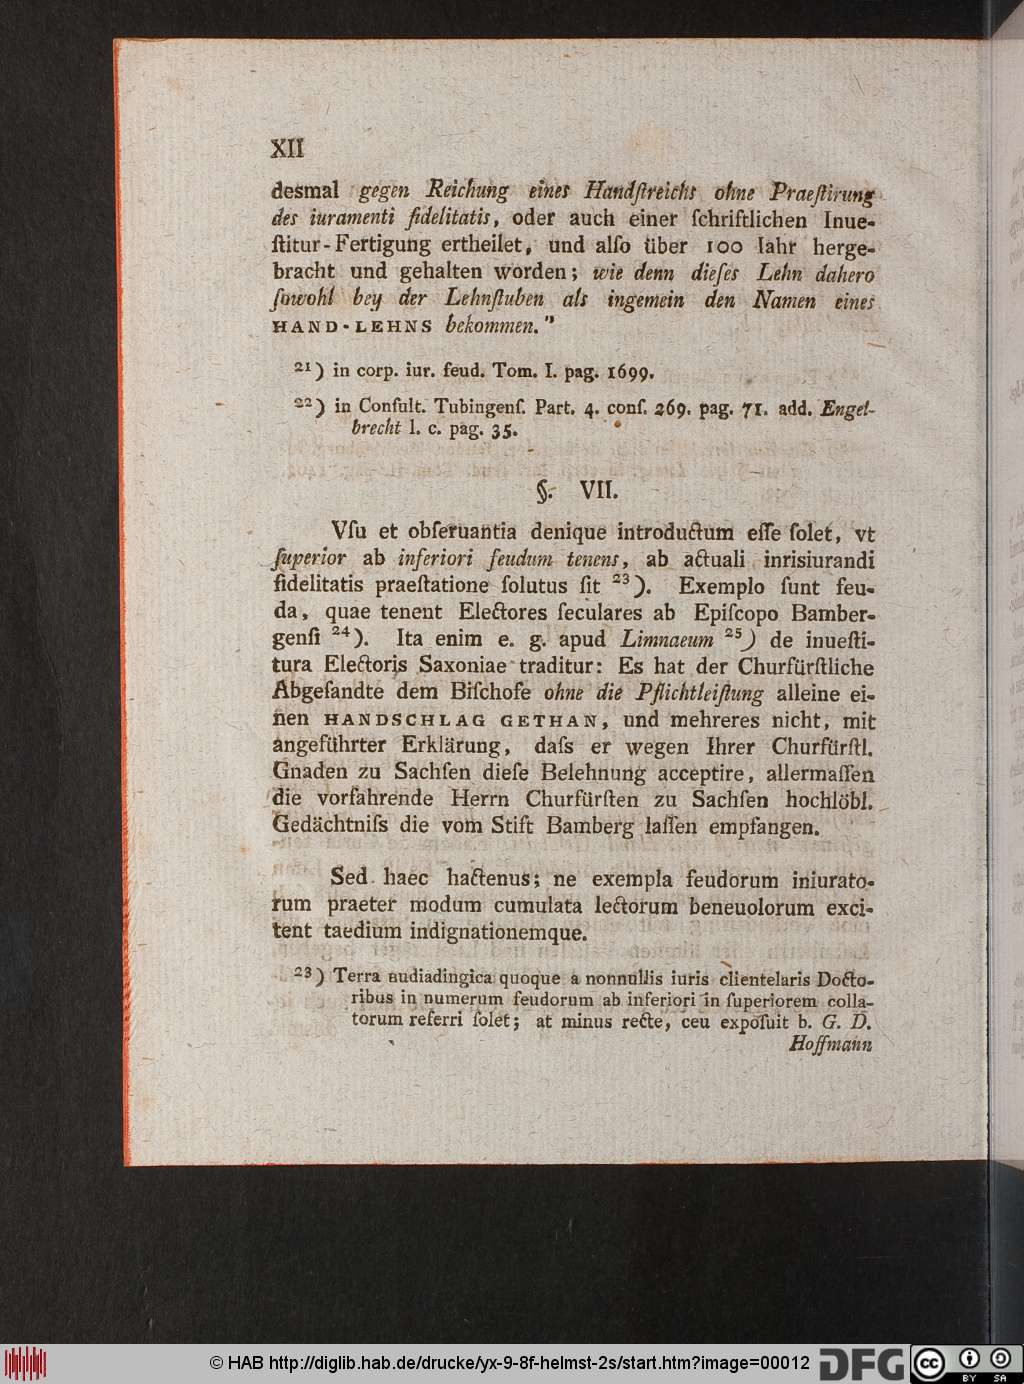 XII
desmal gegen Reichung eines Handſtreichs ohne Praeſtirung
des iuramenti fidelitatis, oder auch einer ſchriftlichen Inue-
ſtitur-Fertigung ertheilet, und alſo über 100 Iahr herge-
bracht und gehalten worden; wie denn dieſes Lehn dahero
ſowohl bey der Lehnſtuben als ingemein den Namen eines
HAND-LEHNS bekommen."
21) in corp. iur. feud. Tom. I. pag. 1699.
22) in Conſult. Tubingenſ. Part. 4. conſ. 269. pag. 71. add. Engel-
brecht l. c. pag. 35.
§. VII.
Vſu et obſeruantia denique introductum eſſe ſolet, vt
ſuperior ab inferiori feudum tenens, ab actuali inrisiurandi
fidelitatis praeſtatione ſolutus ſit 23). Exemplo ſunt feu-
da, quae tenent Electores ſeculares ab Epiſcopo Bamber-
genſi 24). Ita enim e. g. apud Limnaeum 25) de inueſti-
tura Electoris Saxoniae traditur: Es hat der Churfürſtliche
Abgeſandte dem Biſchofe ohne die Pflichtleiſtung alleine ei-
nen HANDSCHLAG GETHAN, und mehreres nicht, mit
angeführter Erklärung, daſs er wegen Ihrer Churfürſtl.
Gnaden zu Sachſen dieſe Belehnung acceptire, allermaſſen
die vorfahrende Herrn Churfürſten zu Sachſen hochlöbl.
Gedächtniſs die vom Stift Bamberg laſſen empfangen.
Sed haec hactenus; ne exempla feudorum iniurato-
rum praeter modum cumulata lectorum beneuolorum exci-
tent taedium indignationemque.
23) Terra audiadingica quoque a nonnullis iuris clientelaris Docto-
ribus in numerum feudorum ab inferiori in ſuperiorem colla-
torum referri ſolet; at minus recte, ceu expoſuit b. G. D.
Hoffmann
© HAB http://diglib.hab.de/drucke/yx-9-8f-helmst-2s/start.htm?image=00012
DFG
cc BY SA